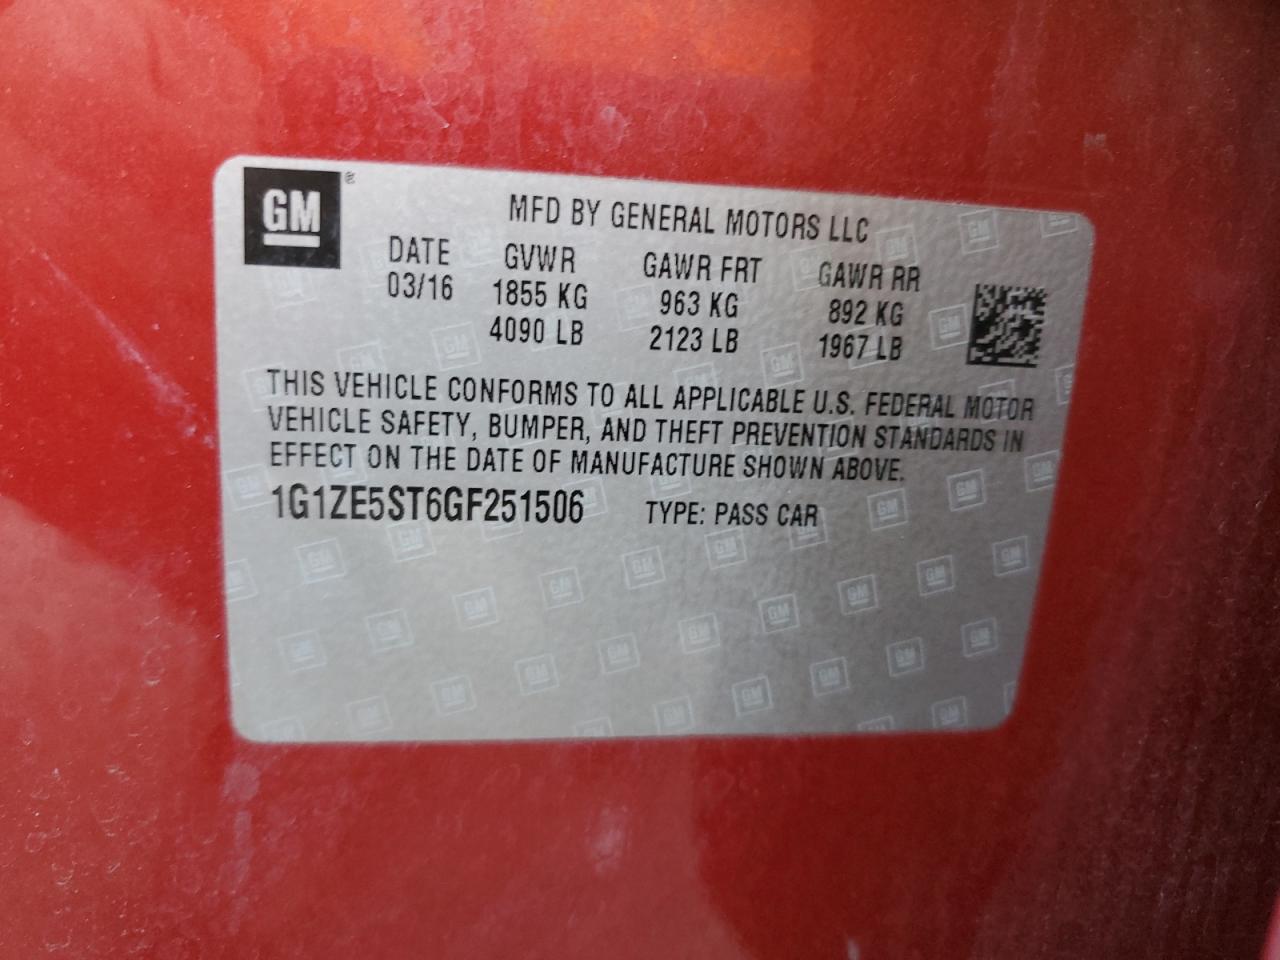 GM®
MFD BY GENERAL MOTORS LLC
DATE GVWR GAWR FRT GAWR RR
03/16 1855 KG 963 KG 892 KG
4090 LB 2123 LB 1967 LB
THIS VEHICLE CONFORMS TO ALL APPLICABLE U.S. FEDERAL MOTOR
VEHICLE SAFETY, BUMPER, AND THEFT PREVENTION STANDARDS IN
EFFECT ON THE DATE OF MANUFACTURE SHOWN ABOVE.
1G1ZE5ST6GF251506 TYPE: PASS CAR